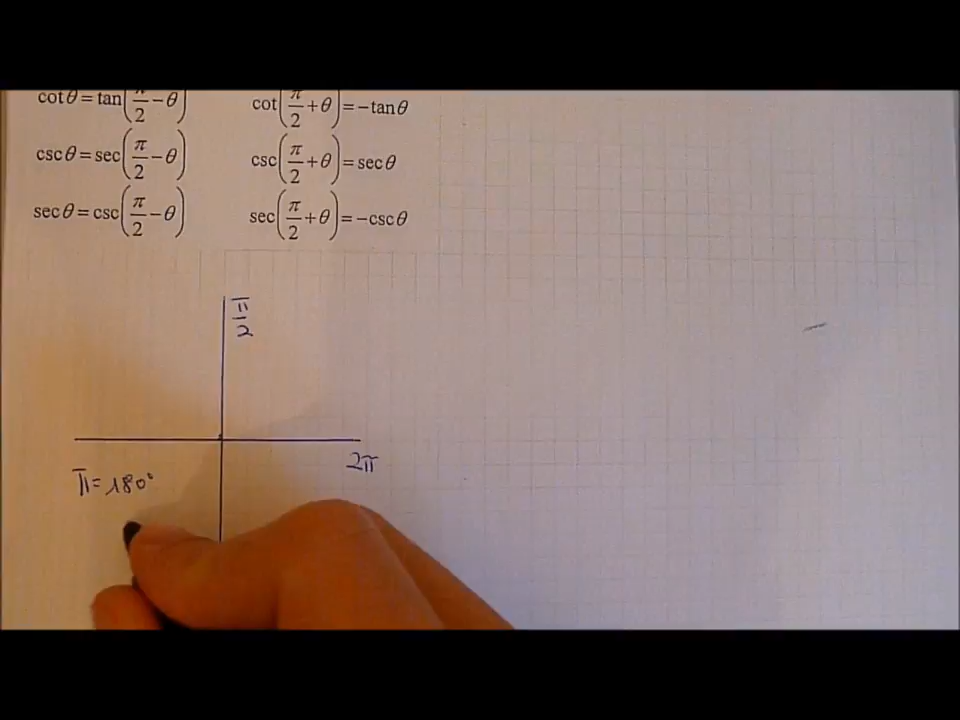 cotθ = tan(π/2 − θ)
cot(π/2 + θ) = −tanθ
cscθ = sec(π/2 − θ)
csc(π/2 + θ) = secθ
secθ = csc(π/2 − θ)
sec(π/2 + θ) = −cscθ
π/2
2π
π = 180°